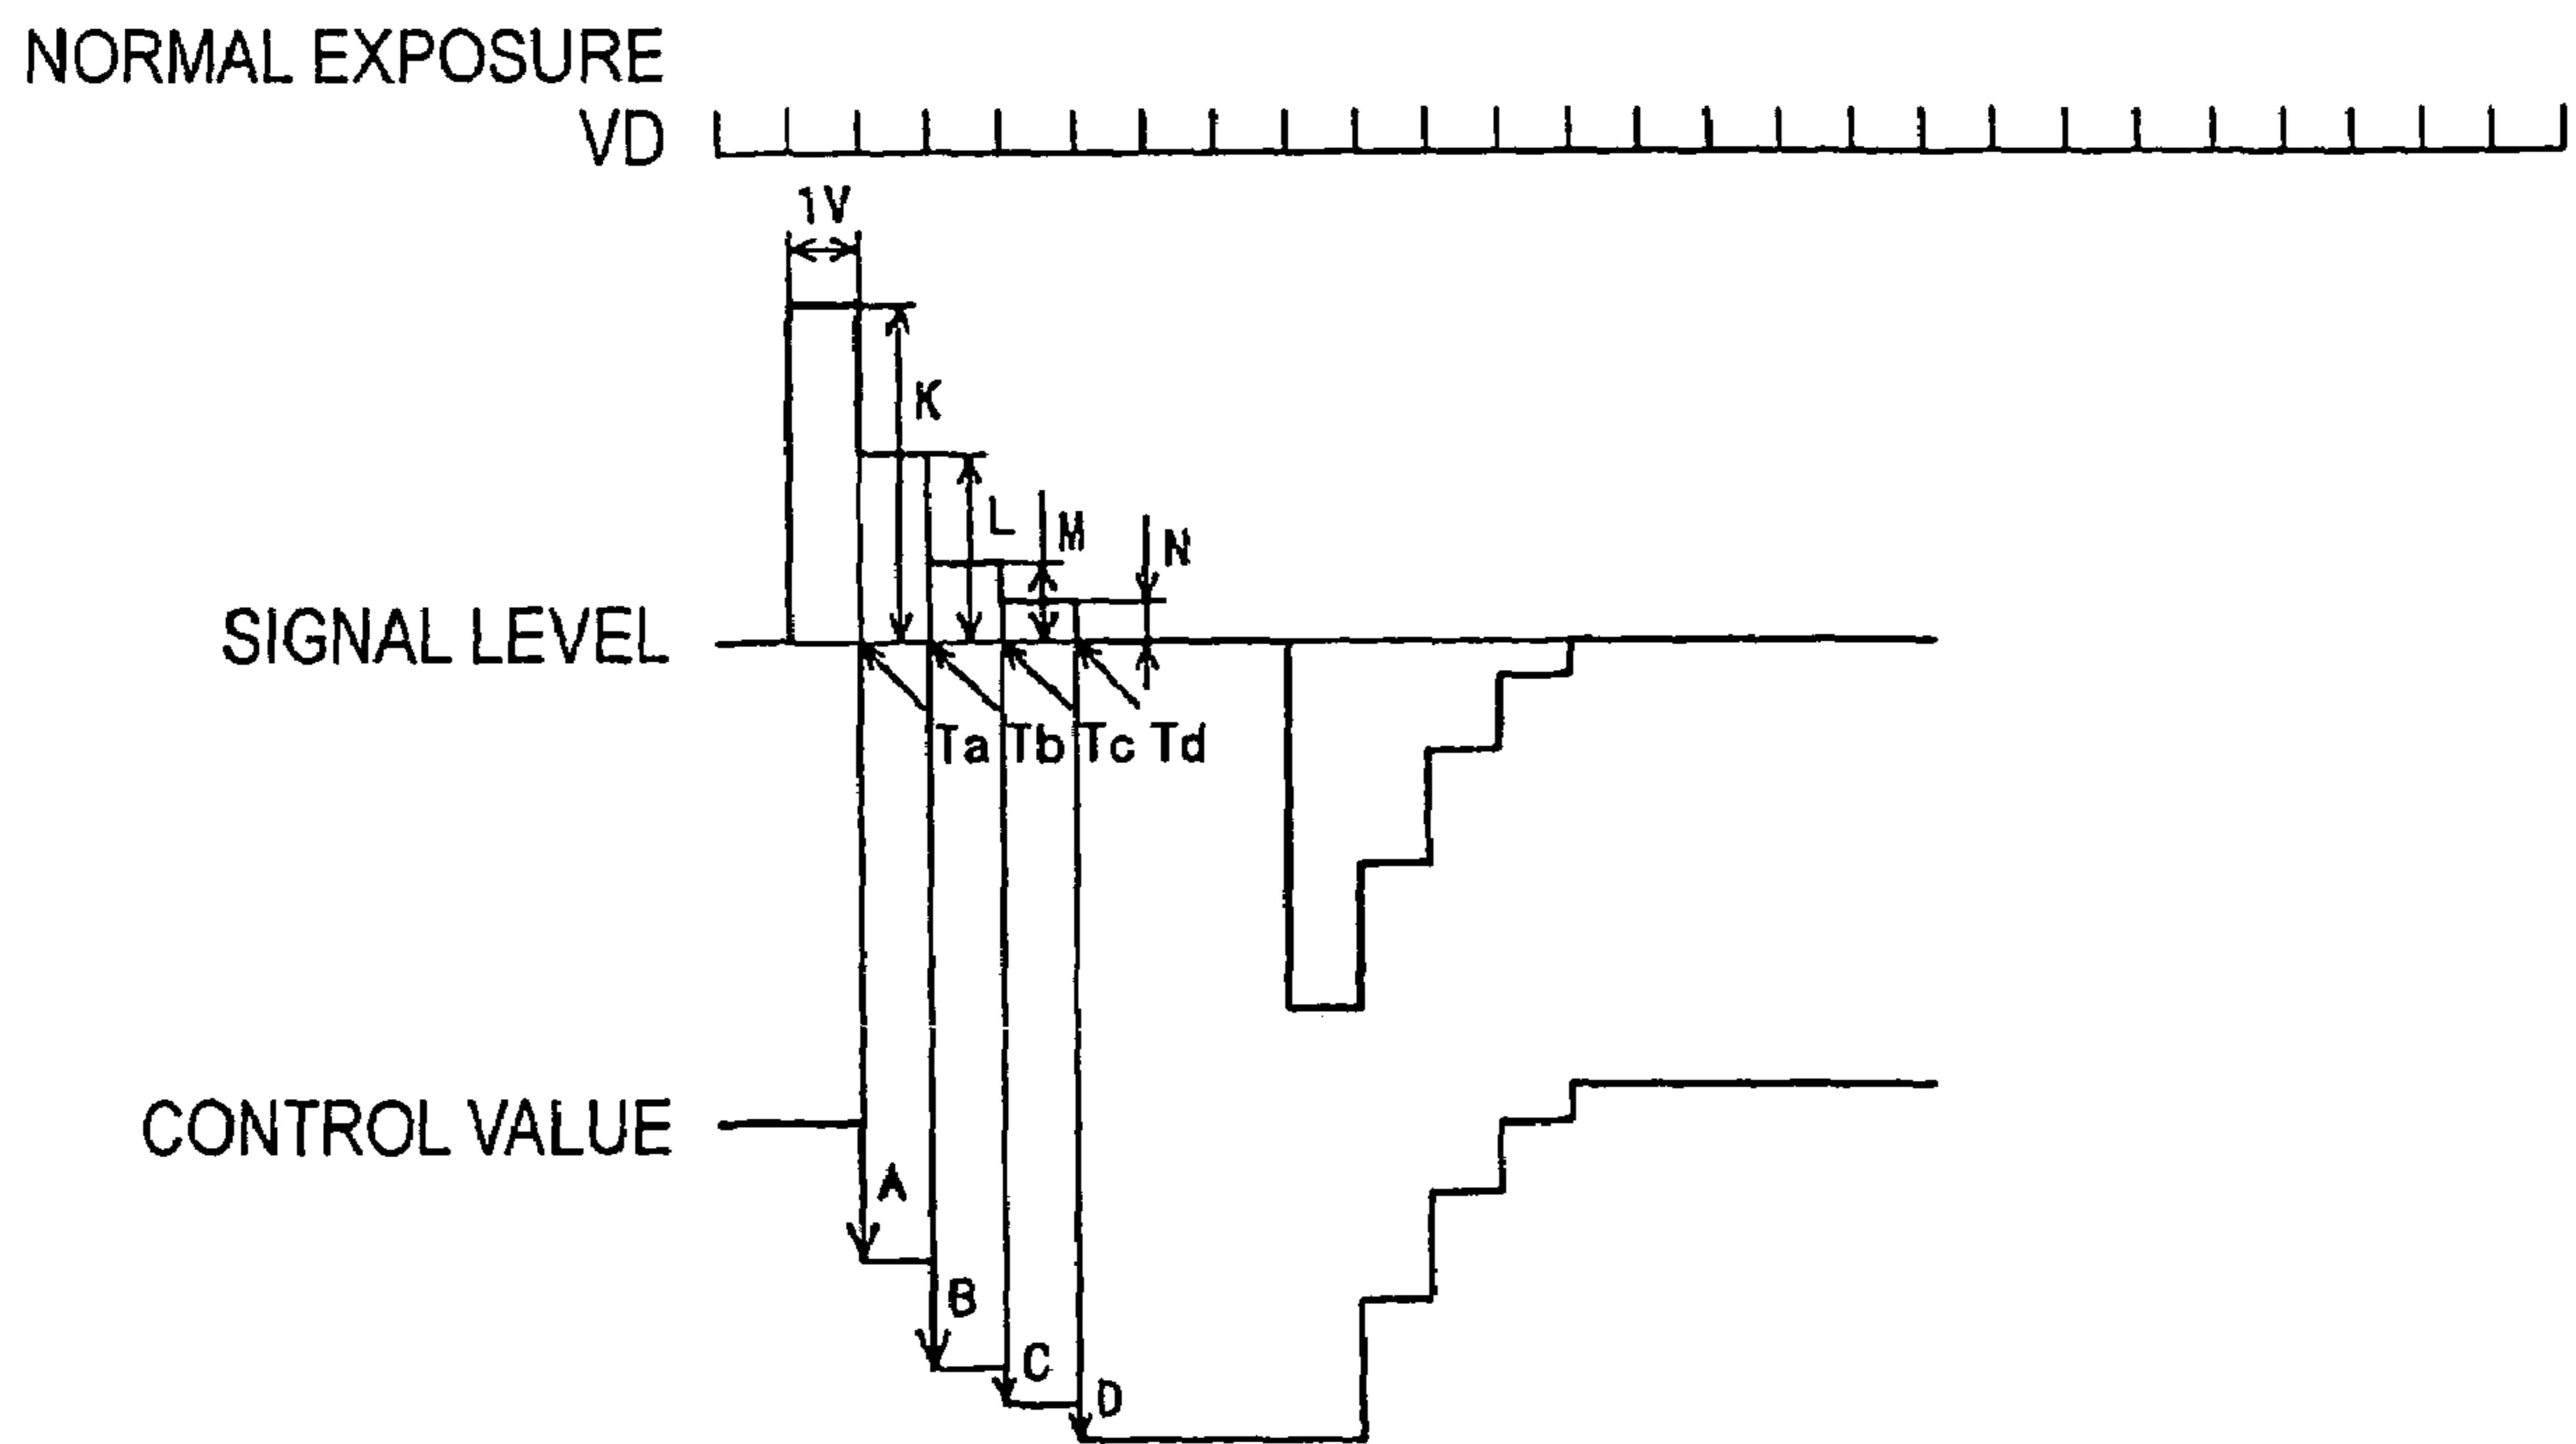 NORMAL EXPOSURE
VD
1V
K
L
M
N
SIGNAL LEVEL
Ta Tb Tc Td
CONTROL VALUE
A
B
C
D